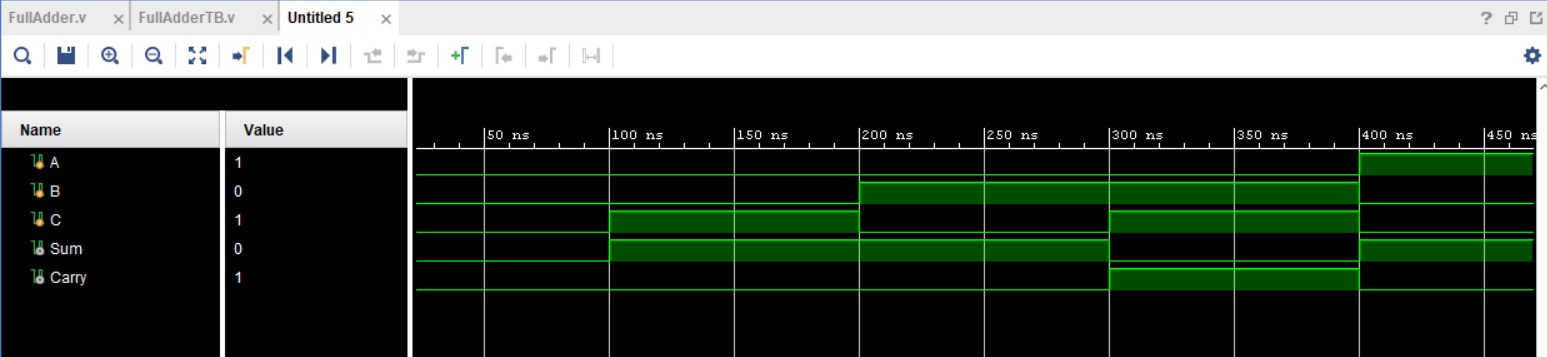 FullAdder.v × FullAdderTB.v × Untitled 5 ×
Name Value
50 ns 100 ns 150 ns 200 ns 250 ns 300 ns 350 ns 400 ns 450 ns
A 1
B 0
C 1
Sum 0
Carry 1